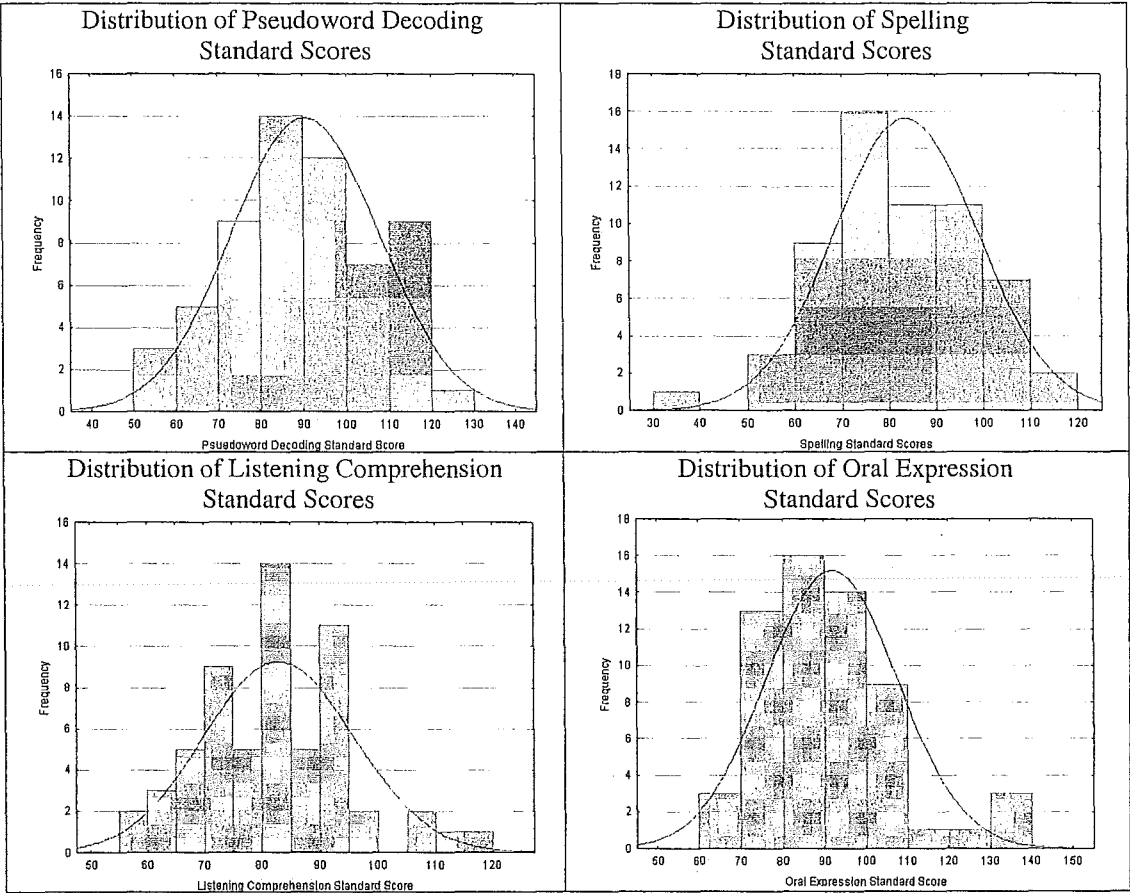 Distribution of Pseudoword Decoding
Standard Scores
16
14
12
10
8
6
4
2
0
Frequency
40 50 60 70 80 90 100 110 120 130 140
Psuedoword Decoding Standard Score
Distribution of Spelling
Standard Scores
18
16
14
12
10
8
6
4
2
0
Frequency
30 40 50 60 70 80 90 100 110 120
Spelling Standard Scores
Distribution of Listening Comprehension
Standard Scores
16
14
12
10
8
6
4
2
0
Frequency
50 60 70 80 90 100 110 120
Listening Comprehension Standard Score
Distribution of Oral Expression
Standard Scores
18
16
14
12
10
8
6
4
2
0
Frequency
50 60 70 80 90 100 110 120 130 140 150
Oral Expression Standard Score